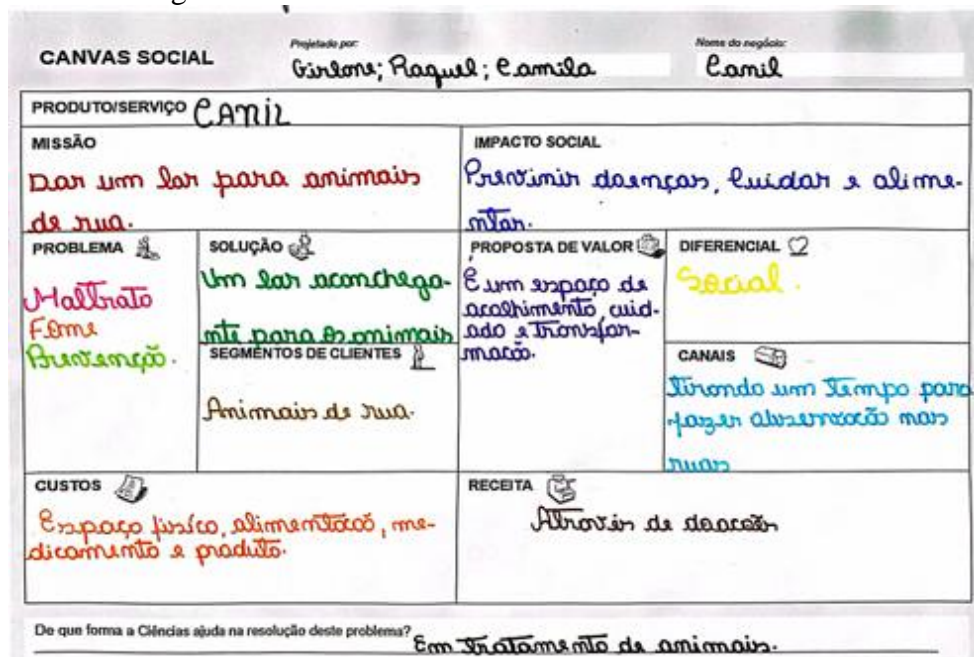 CANVAS SOCIAL
Projetado por:
Girlone; Raquel; Camila
Nome do negócio:
Canil
PRODUTO/SERVIÇO CANIL
MISSÃO
Dar um lar para animais
de rua.
IMPACTO SOCIAL
Previnir doenças, Cuidar e alime-
ntar.
PROBLEMA
Maltrato
Fome
Prevenção.
SOLUÇÃO
Um lar aconchega-
nte para os animais
SEGMENTOS DE CLIENTES
Animais de rua.
PROPOSTA DE VALOR
É um espaço de
acolhimento, cuid-
ado e transfor-
mação.
DIFERENCIAL
Social.
CANAIS
Tirando um tempo para
fazer observação nas
ruas
CUSTOS
Espaço físico, alimentação, me-
dicamento e produto.
RECEITA
Através de doações
De que forma a Ciências ajuda na resolução deste problema?
Em tratamento de animais.